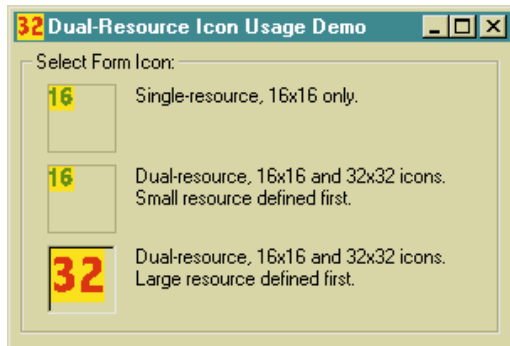 32 Dual-Resource Icon Usage Demo
Select Form Icon:
16 Single-resource, 16x16 only.
16 Dual-resource, 16x16 and 32x32 icons.
Small resource defined first.
32 Dual-resource, 16x16 and 32x32 icons.
Large resource defined first.